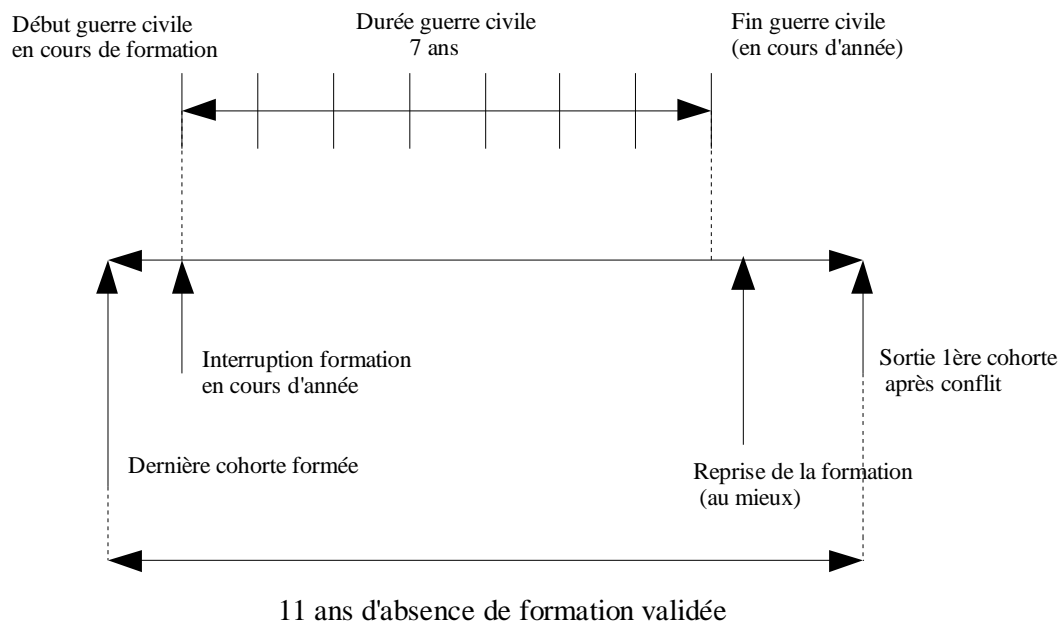 Début guerre civile
en cours de formation
Durée guerre civile
7 ans
Fin guerre civile
(en cours d'année)
Interruption formation
en cours d'année
Sortie 1ère cohorte
après conflit
Dernière cohorte formée
Reprise de la formation
(au mieux)
11 ans d'absence de formation validée